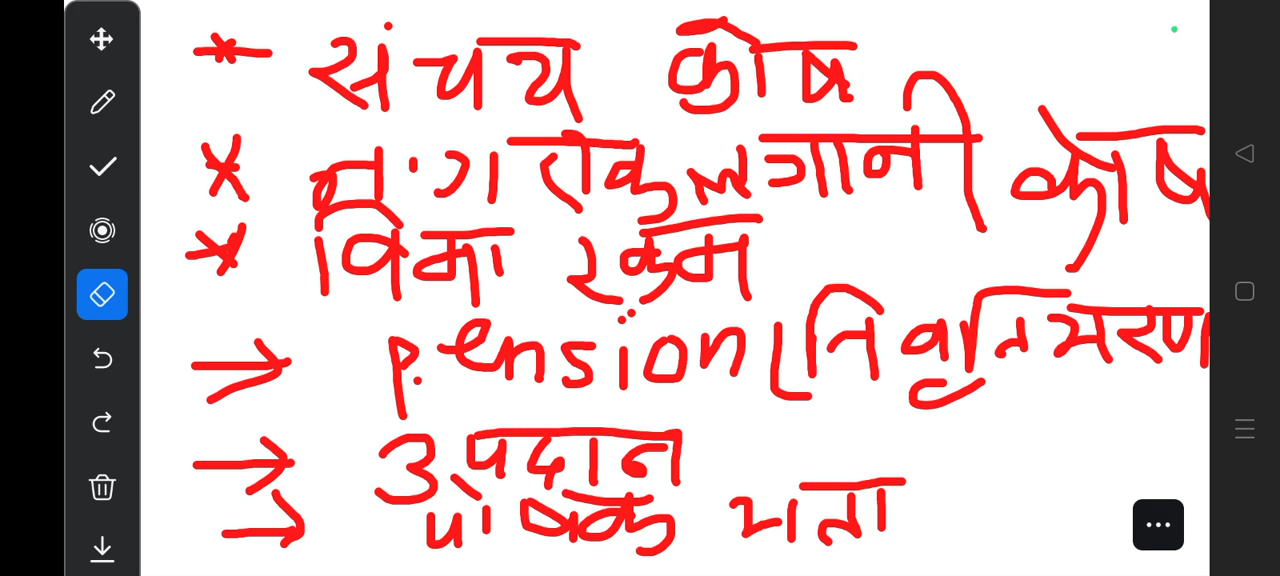 * संचय कोष
* नागरीक लगानी कोष
* विमा रकम
→ pension [निवृतिभरण
→ उपदान
→ पोषक भत्ता